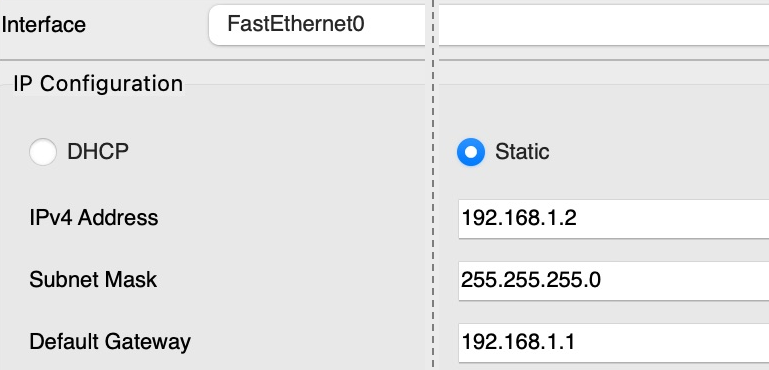 Interface FastEthernet0
IP Configuration
DHCP Static
IPv4 Address 192.168.1.2
Subnet Mask 255.255.255.0
Default Gateway 192.168.1.1